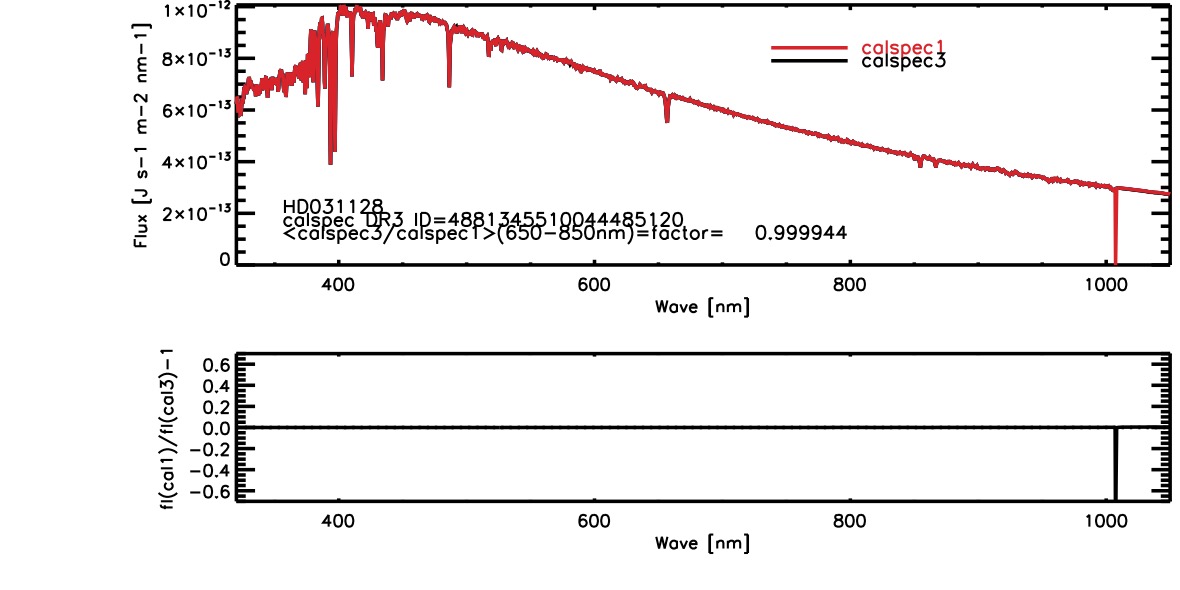 Flux [J s−1 m−2 nm−1]
1×10−12
8×10−13
6×10−13
4×10−13
2×10−13
0
calspec1
calspec3
HD031128
calspec DR3 ID=4881345510044485120
<calspec3/calspec1>(650−850nm)=factor= 0.999944
400 600 800 1000
Wave [nm]
fl(cal1)/fl(cal3)−1
0.6
0.4
0.2
0.0
−0.2
−0.4
−0.6
400 600 800 1000
Wave [nm]